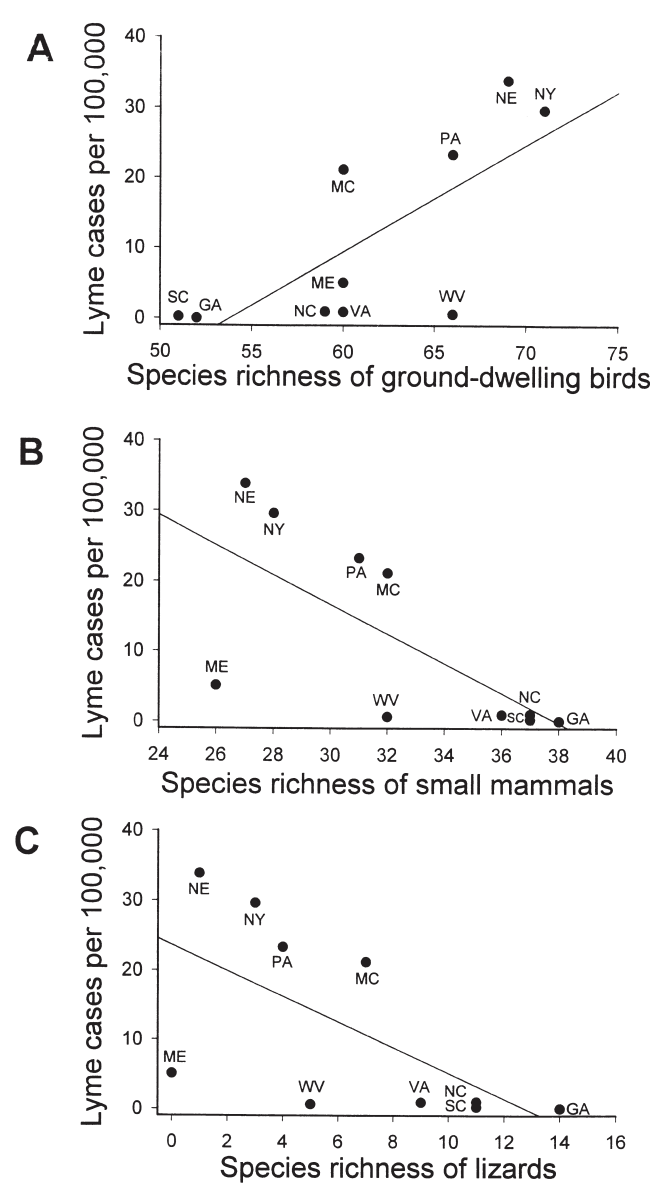 A
Lyme cases per 100,000
40
30
20
10
0
NE
NY
PA
MC
ME
SC
GA
NC
VA
WV
50
55
60
65
70
75
Species richness of ground-dwelling birds
B
Lyme cases per 100,000
40
30
20
10
0
NE
NY
PA
MC
ME
WV
NC
VA
SC
GA
24
26
28
30
32
34
36
38
40
Species richness of small mammals
C
Lyme cases per 100,000
40
30
20
10
0
NE
NY
PA
MC
ME
WV
VA
NC
SC
GA
0
2
4
6
8
10
12
14
16
Species richness of lizards